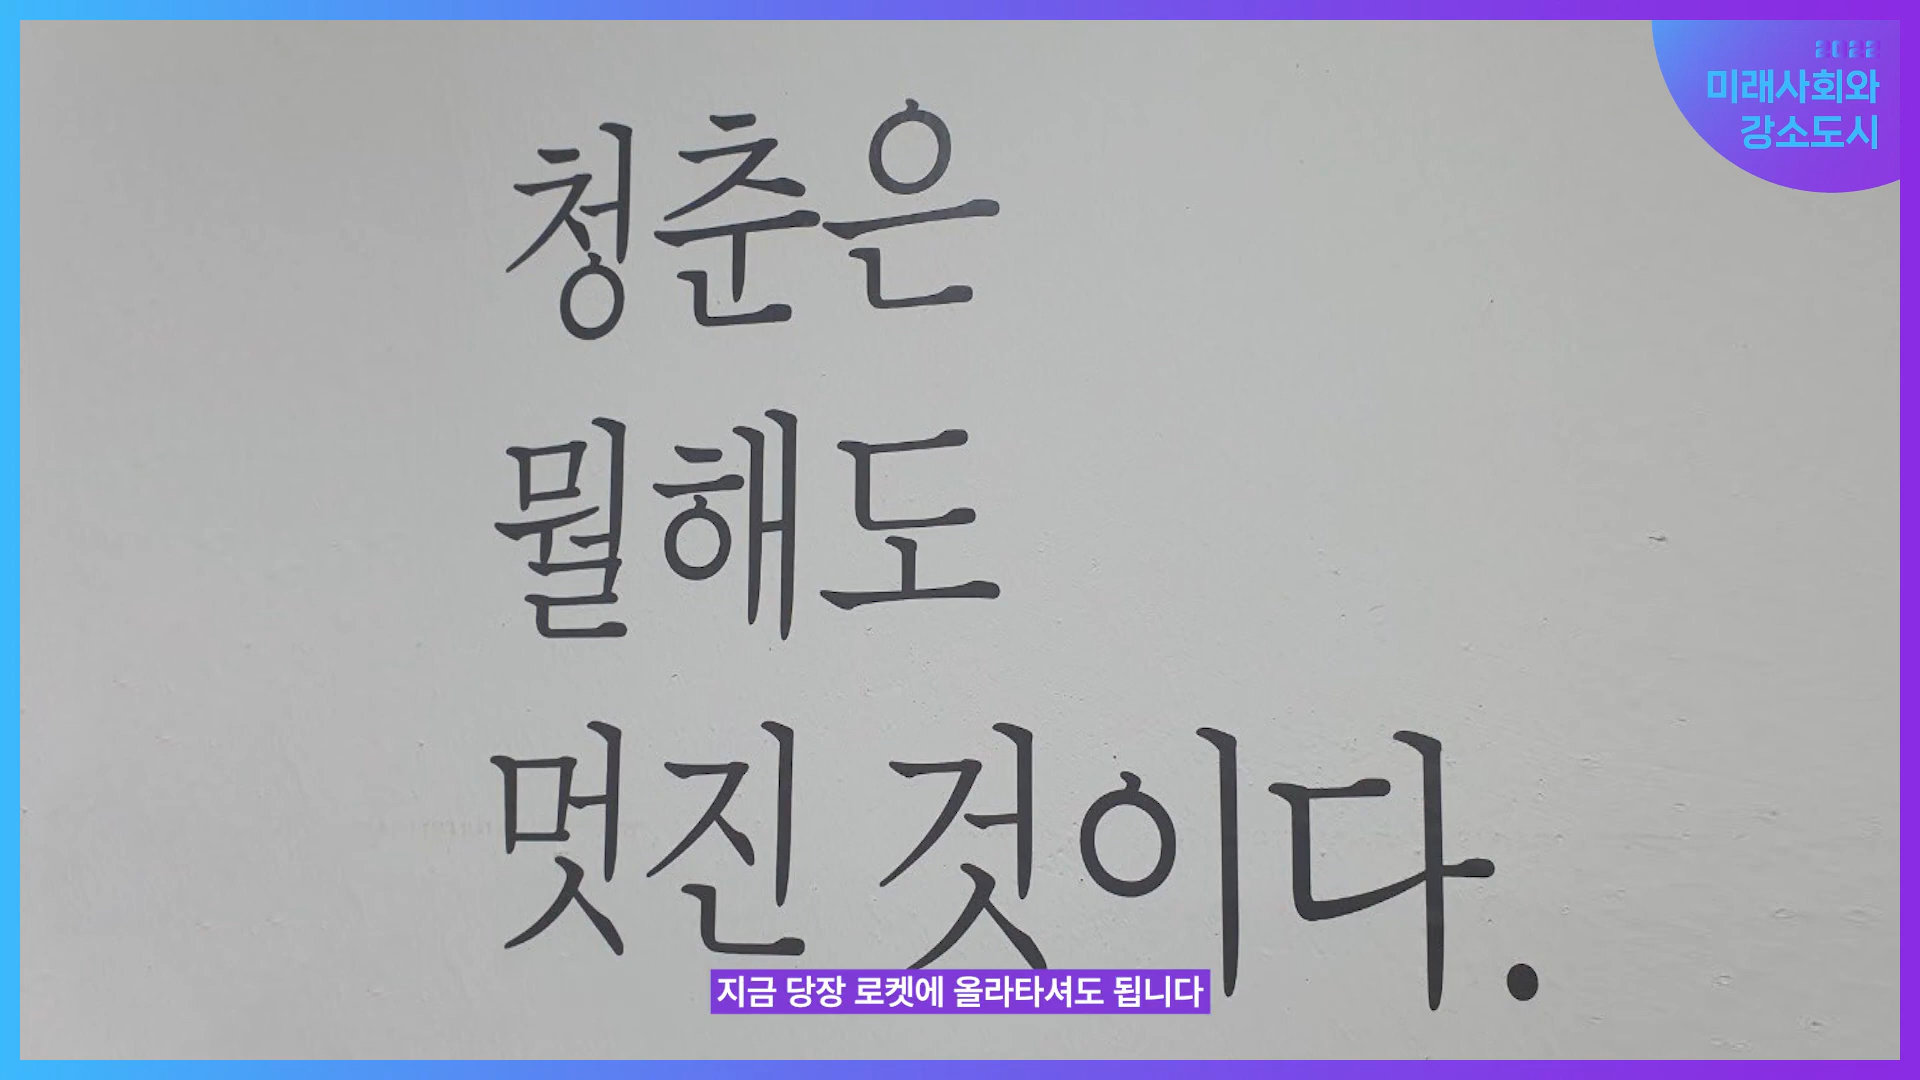 2022
미래사회와
강소도시
청춘은
뭘해도
멋진 것이다.
지금 당장 로켓에 올라타셔도 됩니다